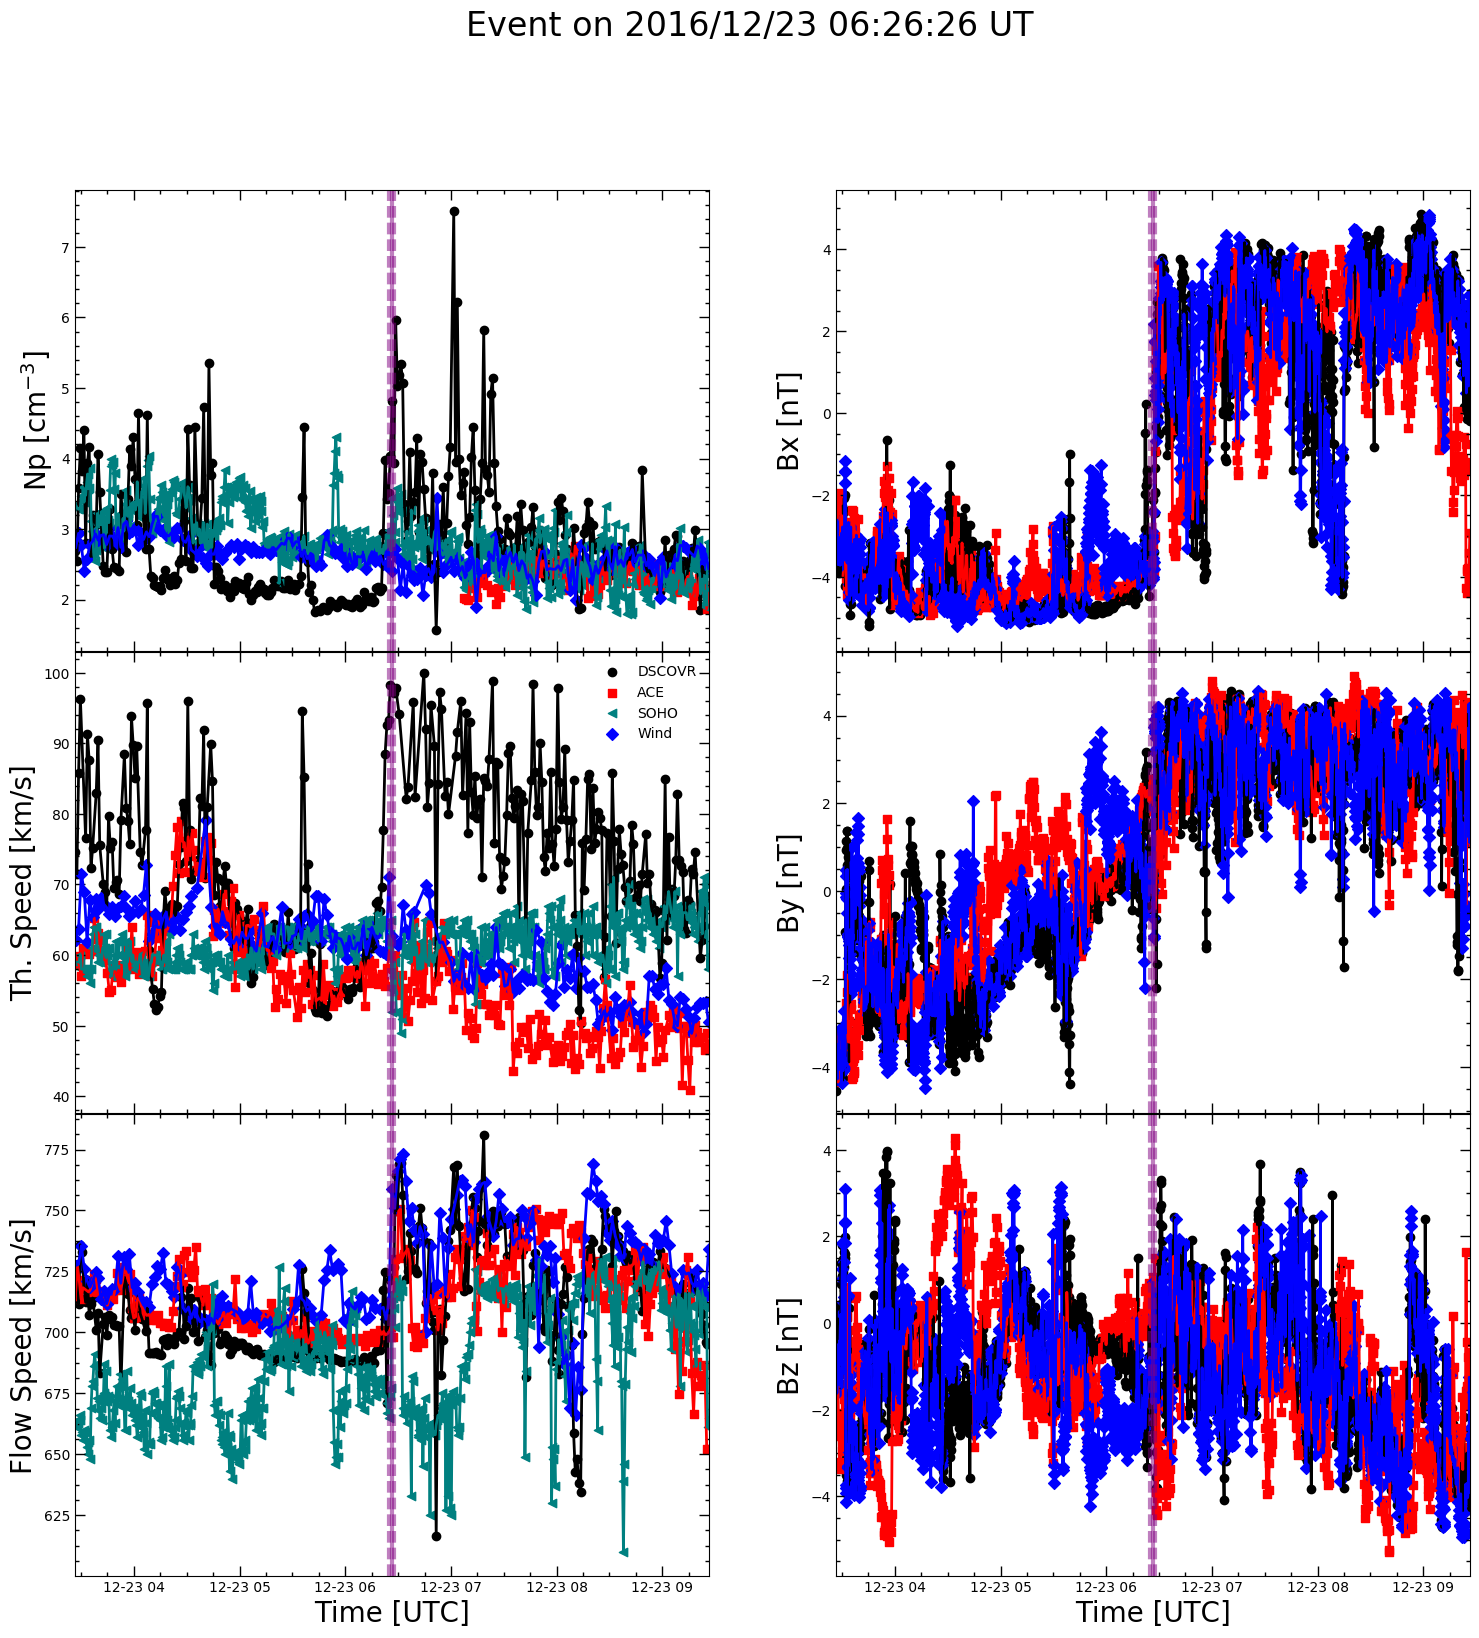 Event on 2016/12/23 06:26:26 UT
Np [cm⁻³]
7
6
5
4
3
2
Th. Speed [km/s]
100
90
80
70
60
50
40
DSCOVR
ACE
SOHO
Wind
Flow Speed [km/s]
775
750
725
700
675
650
625
12-23 04 12-23 05 12-23 06 12-23 07 12-23 08 12-23 09
Time [UTC]
Bx [nT]
4
2
0
−2
−4
By [nT]
4
2
0
−2
−4
Bz [nT]
4
2
0
−2
−4
12-23 04 12-23 05 12-23 06 12-23 07 12-23 08 12-23 09
Time [UTC]